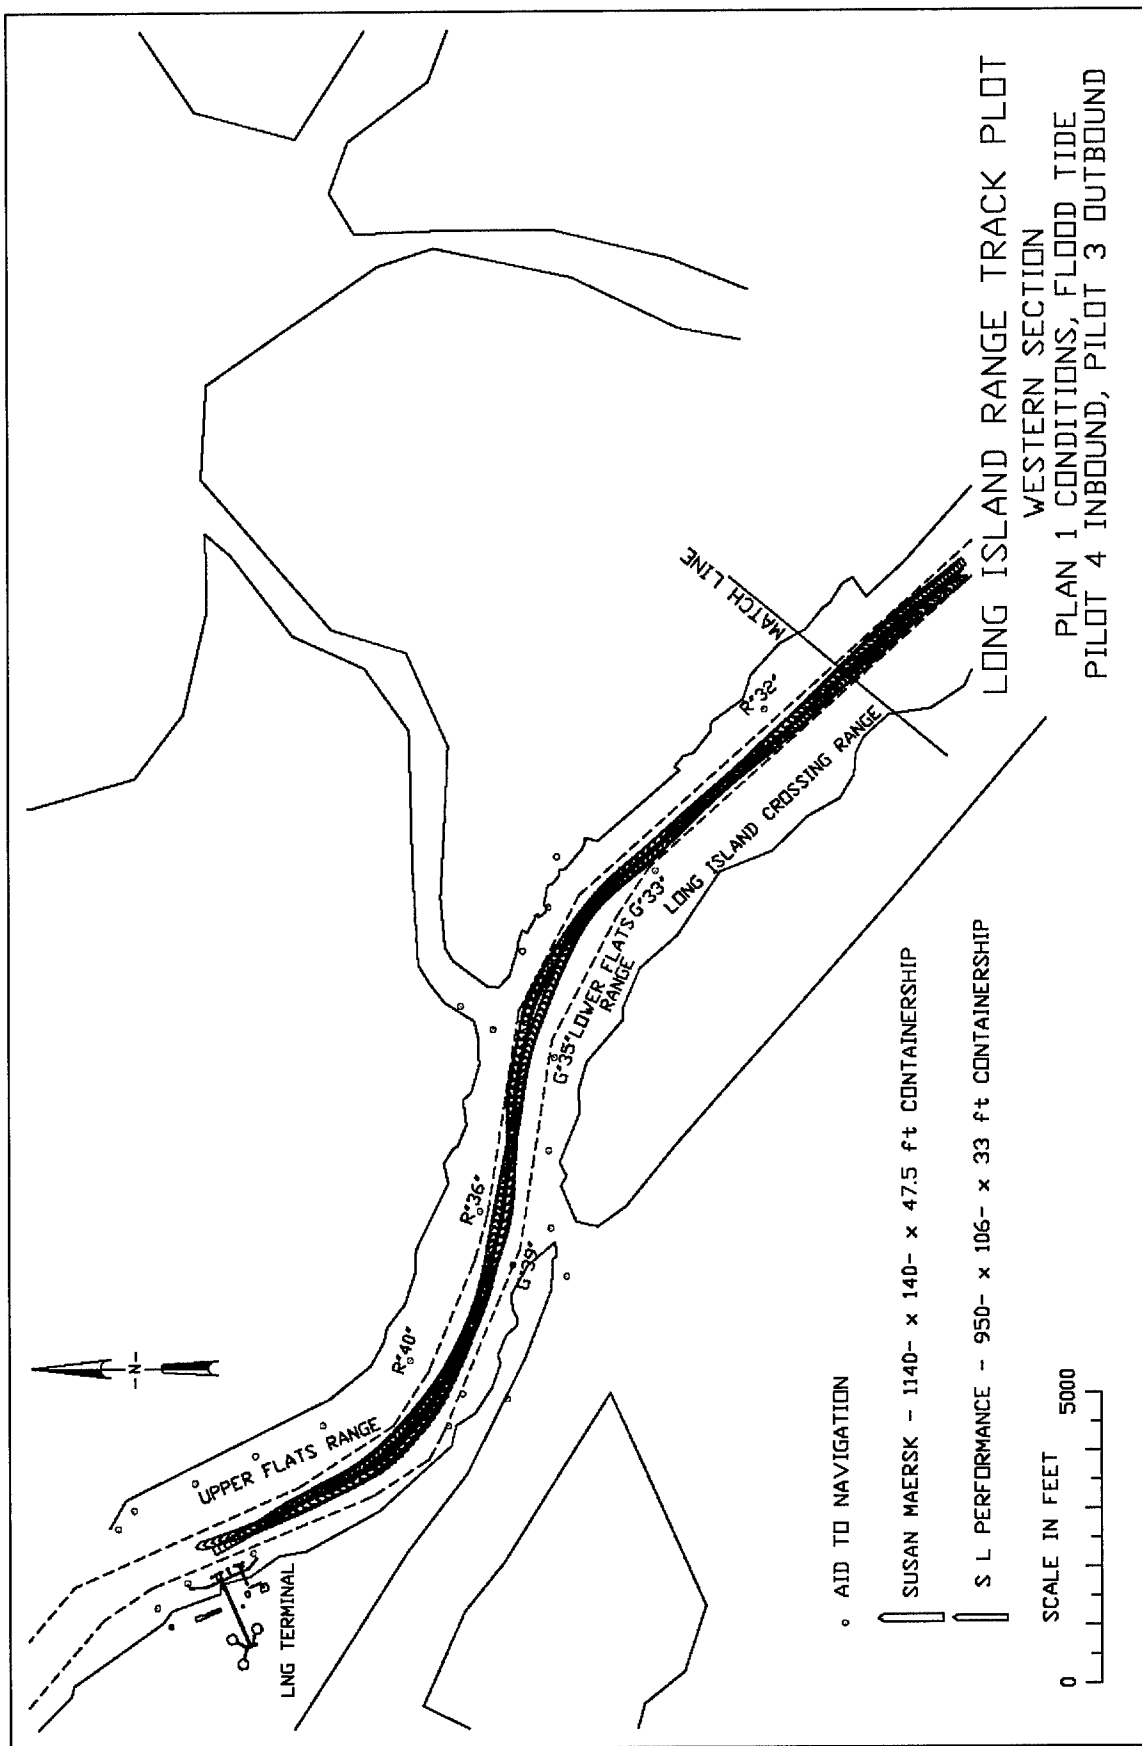 LONG ISLAND RANGE TRACK PLOT
WESTERN SECTION
PLAN 1 CONDITIONS, FLOOD TIDE
PILOT 4 INBOUND, PILOT 3 OUTBOUND
MATCH LINE
R"32"
LONG ISLAND CROSSING RANGE
G"33"
LOWER FLATS
RANGE
G"35"
R"36"
G"39"
R"40"
UPPER FLATS RANGE
-N-
LNG TERMINAL
AID TO NAVIGATION
SUSAN MAERSK - 1140- x 140- x 47.5 ft CONTAINERSHIP
S L PERFORMANCE - 950- x 106- x 33 ft CONTAINERSHIP
SCALE IN FEET
0 5000